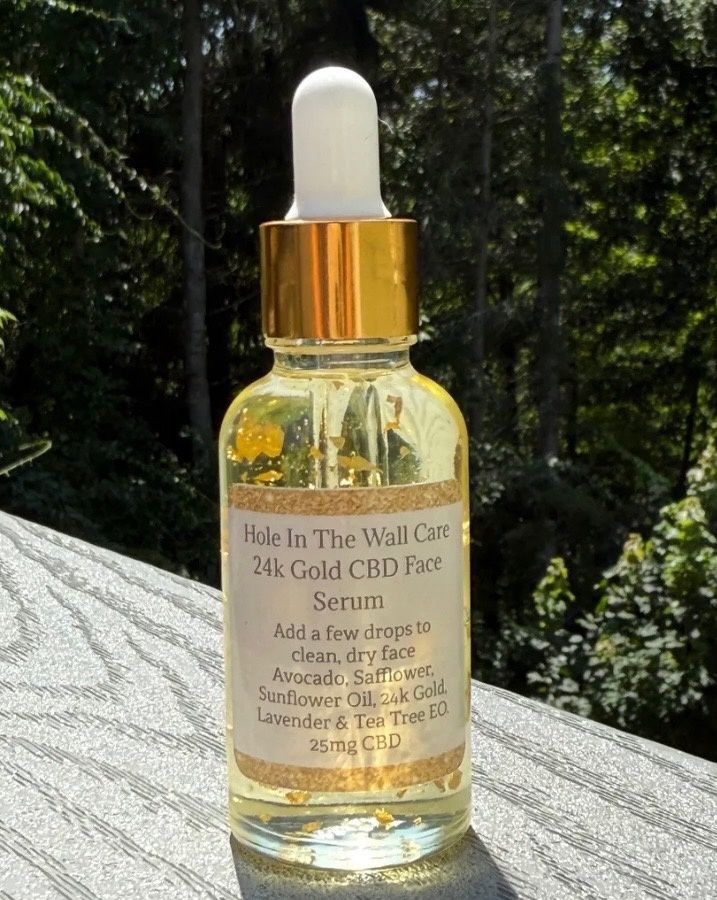 Hole In The Wall Care
24k Gold CBD Face
Serum
Add a few drops to
clean, dry face
Avocado, Safflower,
Sunflower Oil, 24k Gold,
Lavender & Tea Tree EO.
25mg CBD